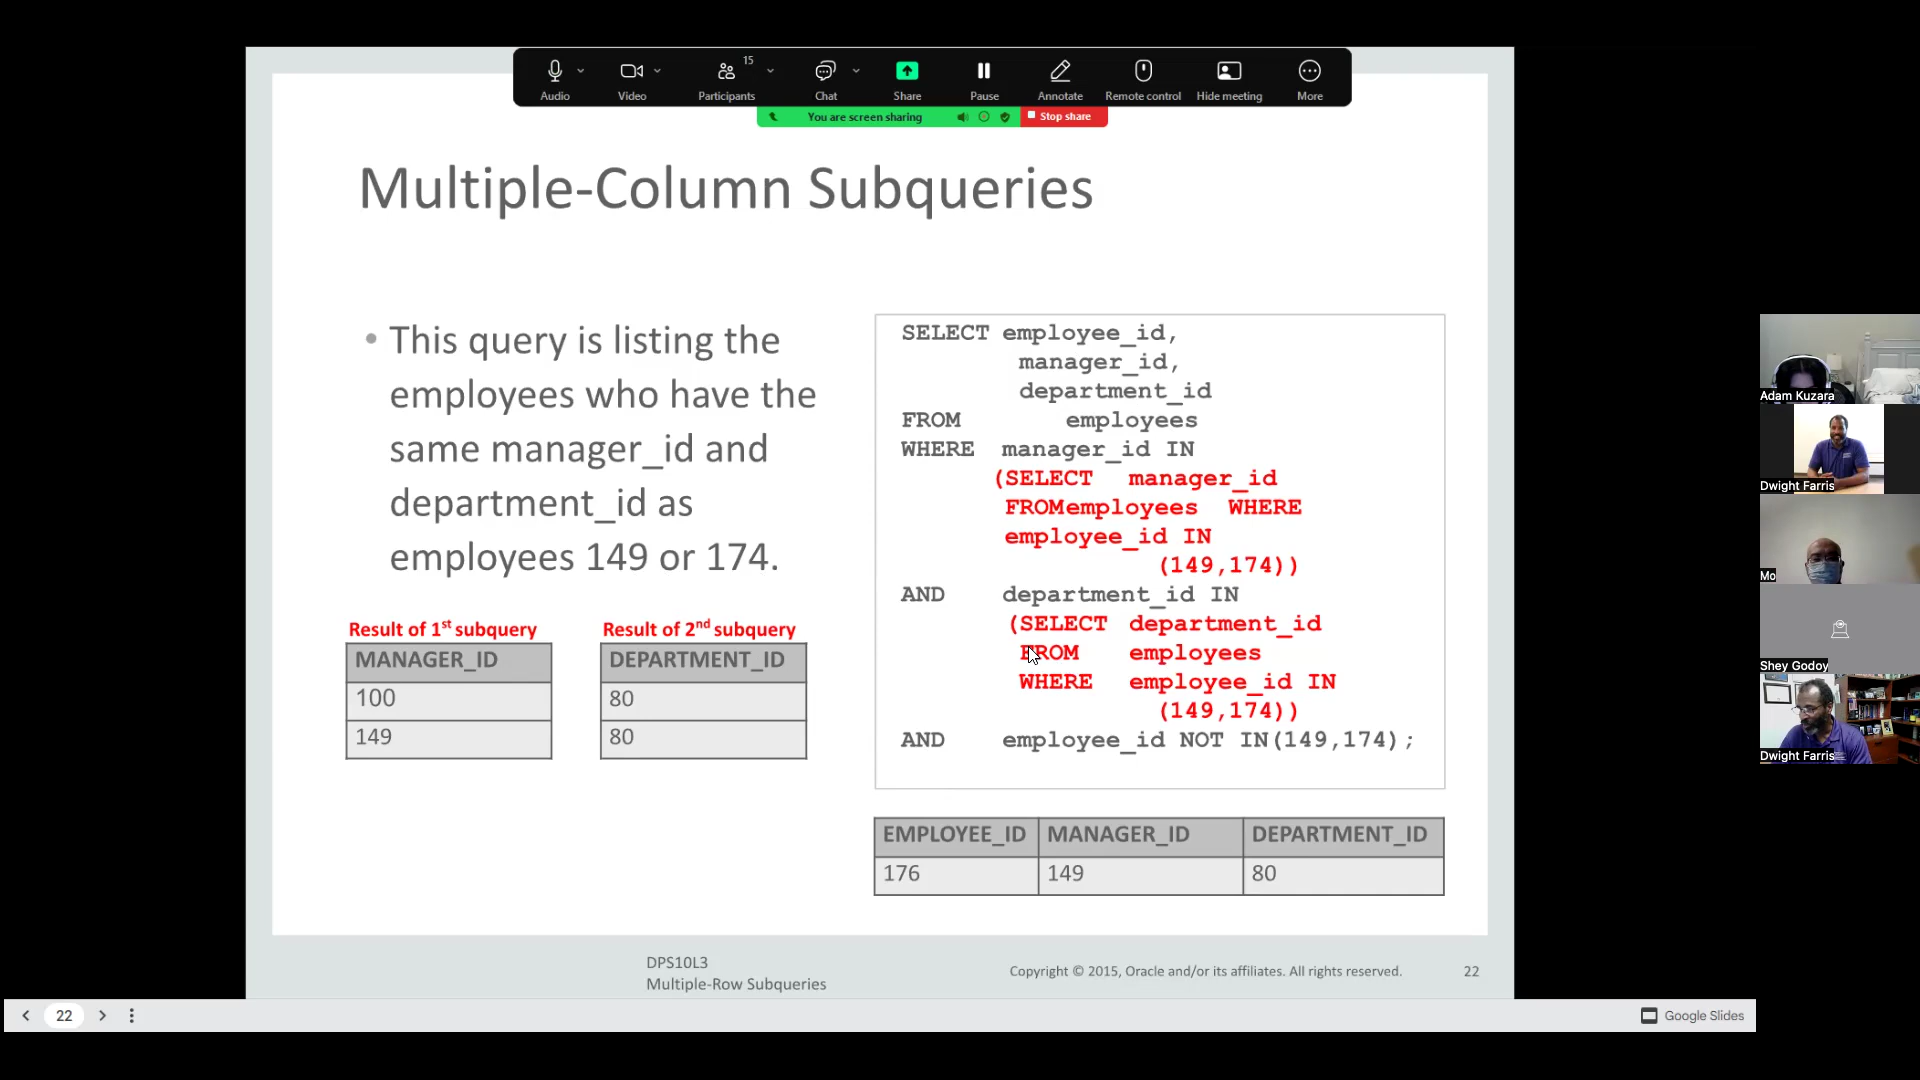 15
Audio Video Participants Chat Share Pause Annotate Remote control Hide meeting More
You are screen sharing Stop share
Multiple-Column Subqueries
• This query is listing the
employees who have the
same manager_id and
department_id as
employees 149 or 174.
Result of 1st subquery
MANAGER_ID
100
149
Result of 2nd subquery
DEPARTMENT_ID
80
80
SELECT employee_id,
manager_id,
department_id
FROM employees
WHERE manager_id IN
(SELECT manager_id
FROMemployees WHERE
employee_id IN
(149,174))
AND department_id IN
(SELECT department_id
FROM employees
WHERE employee_id IN
(149,174))
AND employee_id NOT IN(149,174);
EMPLOYEE_ID MANAGER_ID DEPARTMENT_ID
176 149 80
DPS10L3
Multiple-Row Subqueries
Copyright © 2015, Oracle and/or its affiliates. All rights reserved.
22
22
Google Slides
Adam Kuzara
Dwight Farris
Mo
Shey Godoy
Dwight Farris